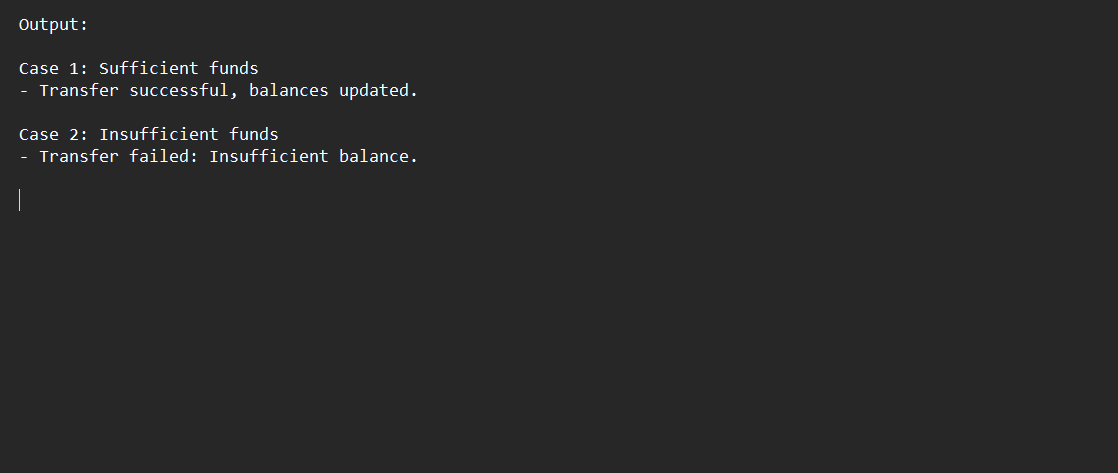 Output:
Case 1: Sufficient funds
- Transfer successful, balances updated.
Case 2: Insufficient funds
- Transfer failed: Insufficient balance.